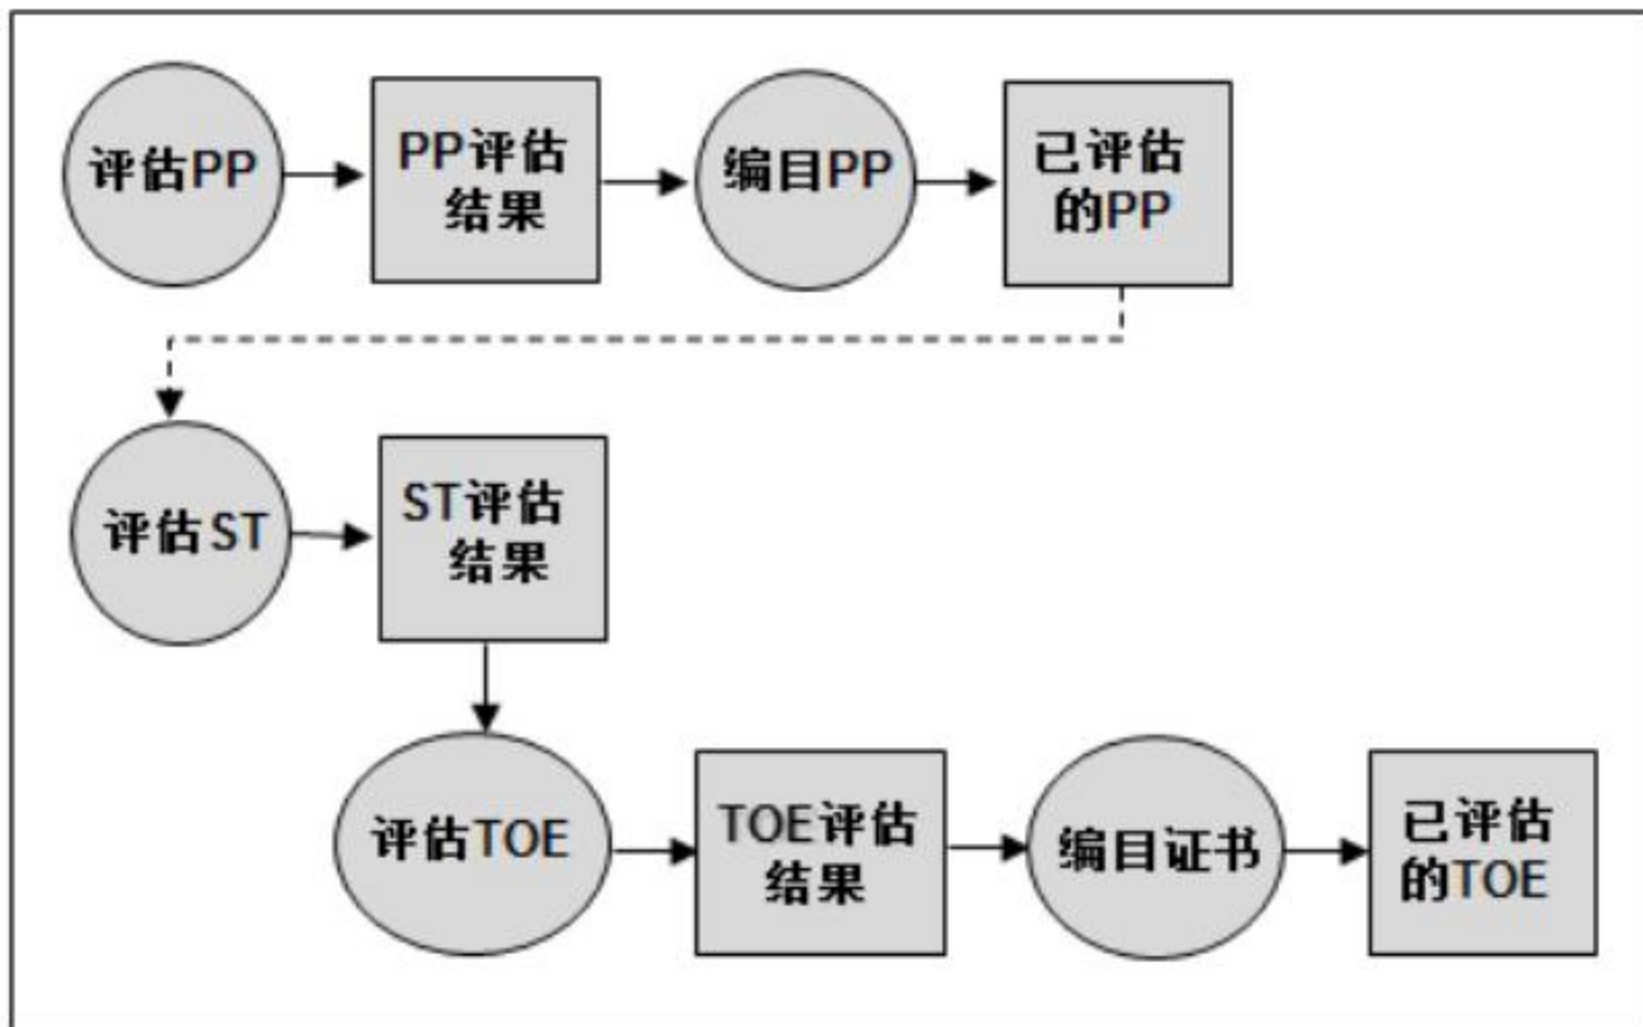 评估PP
PP评估
结果
编目PP
已评估
的PP
评估ST
ST评估
结果
评估TOE
TOE评估
结果
编目证书
已评估
的TOE